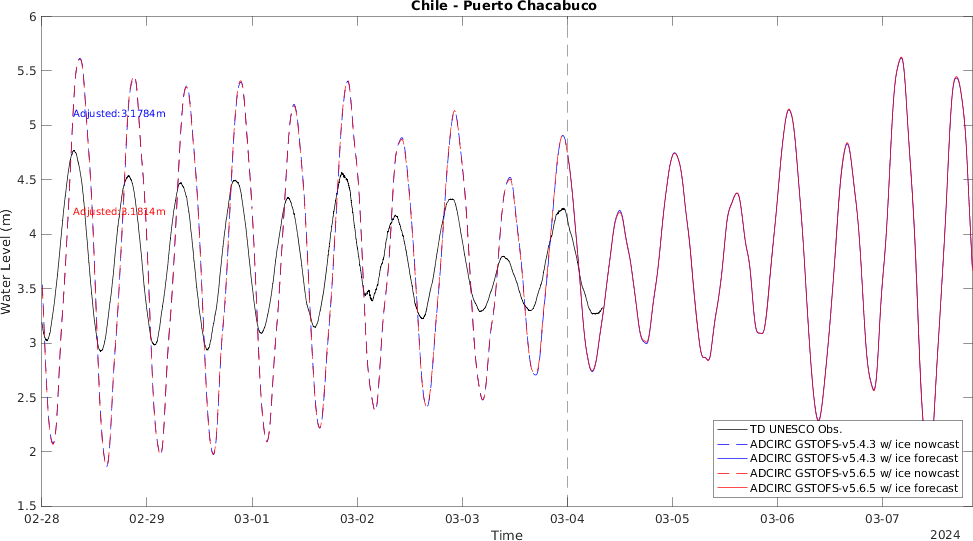 Chile - Puerto Chacabuco
6
5.5
5
4.5
4
3.5
3
2.5
2
1.5
Water Level (m)
Adjusted:3.1784m
Adjusted:3.1814m
TD UNESCO Obs.
ADCIRC GSTOFS-v5.4.3 w/ ice nowcast
ADCIRC GSTOFS-v5.4.3 w/ ice forecast
ADCIRC GSTOFS-v5.6.5 w/ ice nowcast
ADCIRC GSTOFS-v5.6.5 w/ ice forecast
02-28 02-29 03-01 03-02 03-03 03-04 03-05 03-06 03-07
Time
2024